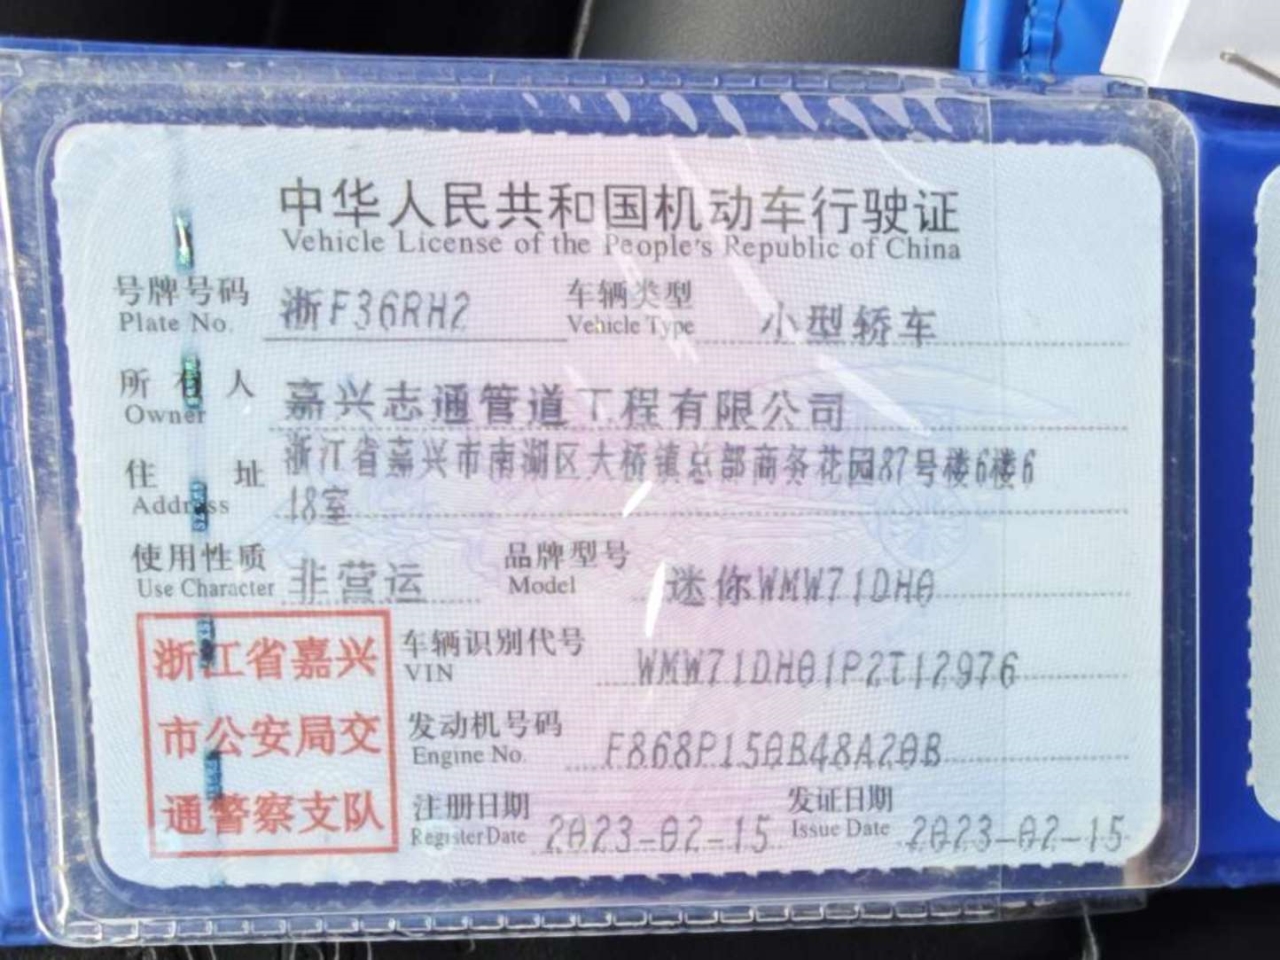 中华人民共和国机动车行驶证
Vehicle License of the People's Republic of China
号牌号码 浙F36RH2 车辆类型 小型轿车
Plate No. Vehicle Type
所有人 嘉兴志通管道工程有限公司
Owner
住址 浙江省嘉兴市南湖区大桥镇总部商务花园87号楼6楼6
Address 18室
使用性质 非营运 品牌型号 迷你WMW71DH0
Use Character Model
浙江省嘉兴
市公安局交
通警察支队
车辆识别代号 WMW71DH01P2T12976
VIN
发动机号码 F868P150B48A20B
Engine No.
注册日期 2023-02-15 发证日期 2023-02-15
Register Date Issue Date